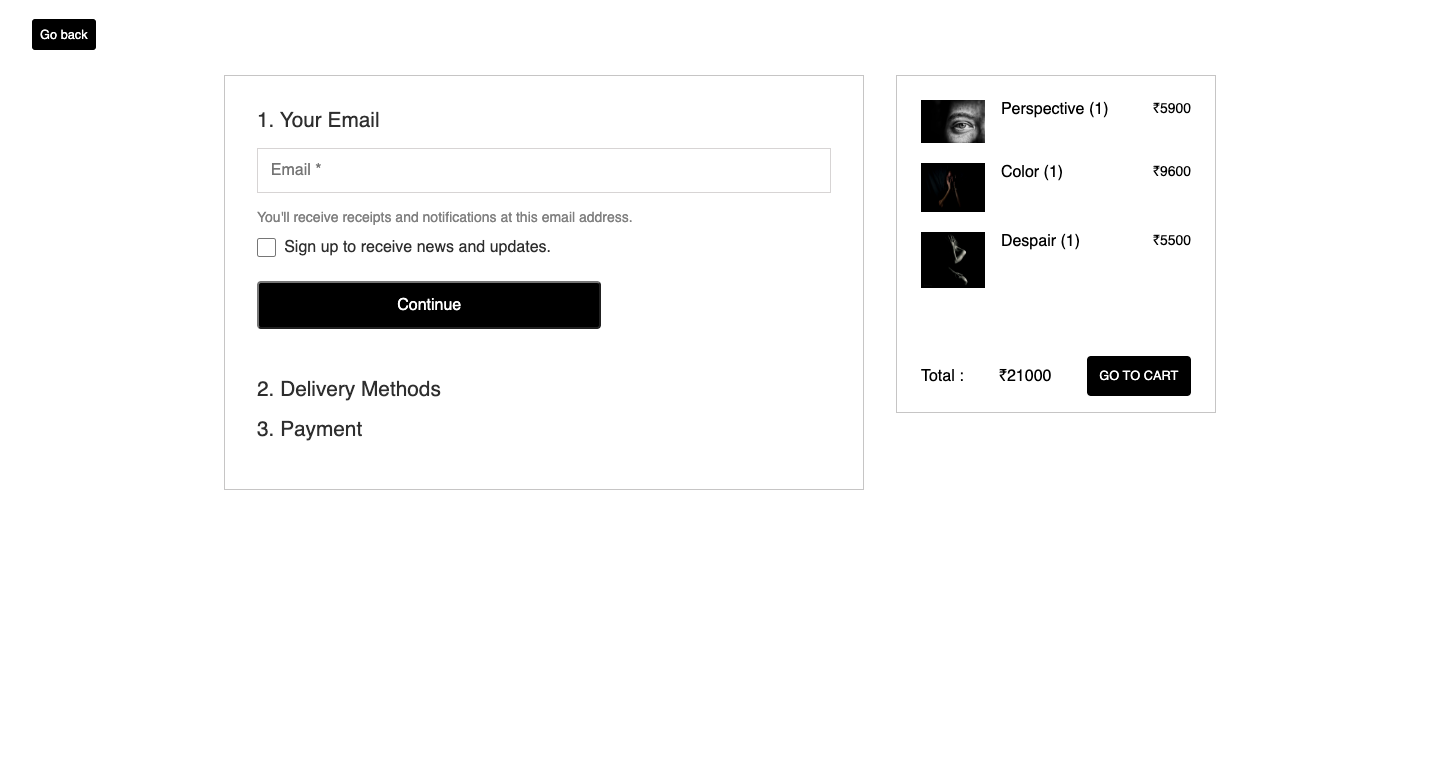 Go back
1. Your Email
Email *
You'll receive receipts and notifications at this email address.
Sign up to receive news and updates.
Continue
2. Delivery Methods
3. Payment
Perspective (1) ₹5900
Color (1) ₹9600
Despair (1) ₹5500
Total : ₹21000 GO TO CART